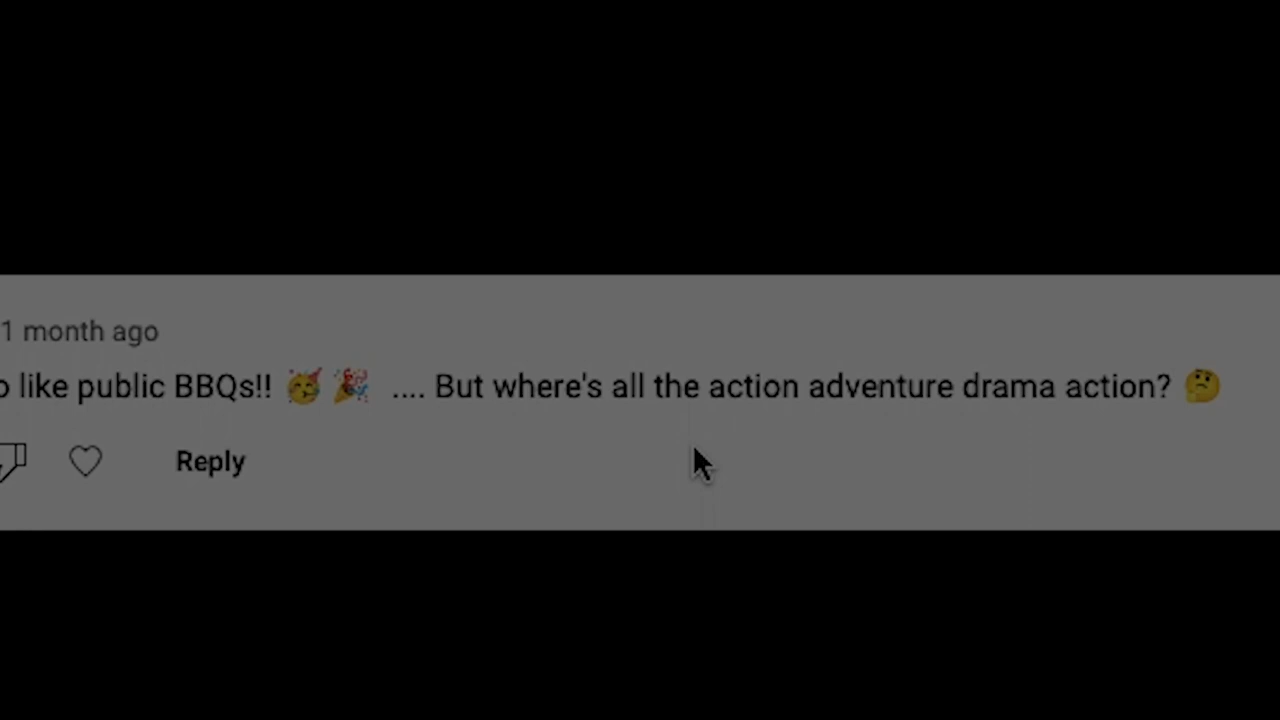 1 month ago
o like public BBQs!! 🥳 🎉 .... But where's all the action adventure drama action? 🤔
Reply